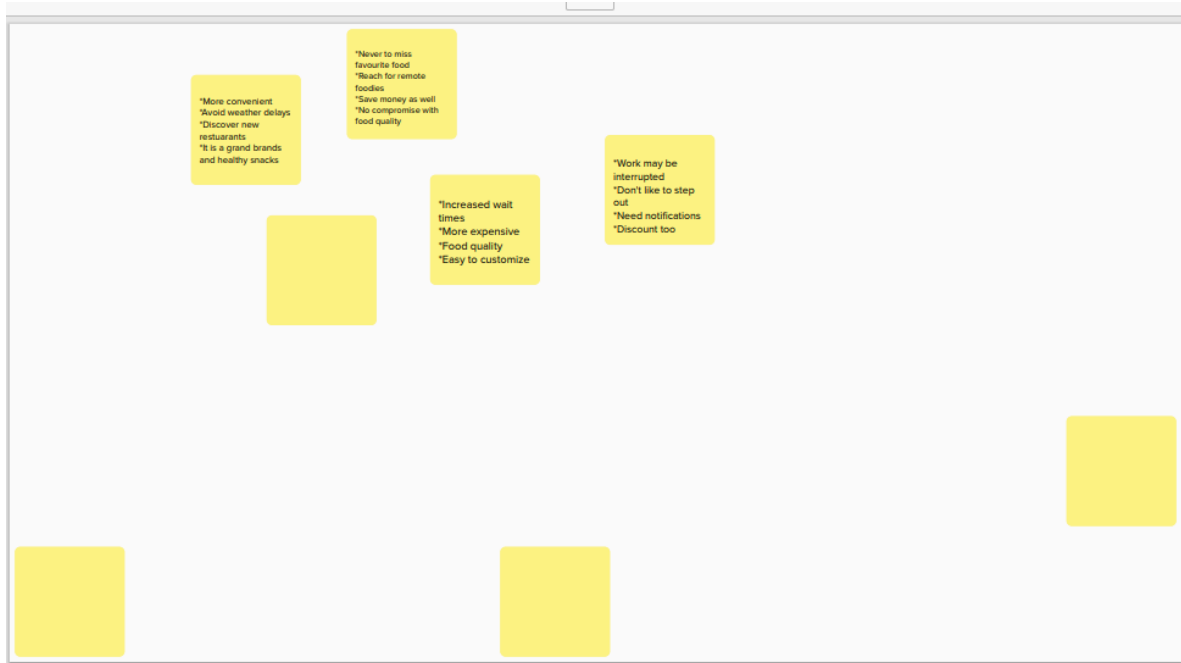 *Never to miss
favourite food
*Reach for remote
foodies
*Save money as well
*No compromise with
food quality
*More convenient
*Avoid weather delays
*Discover new
restuarants
*It is a grand brands
and healthy snacks
*Work may be
interrupted
*Don't like to step
out
*Need notifications
*Discount too
*Increased wait
times
*More expensive
*Food quality
*Easy to customize